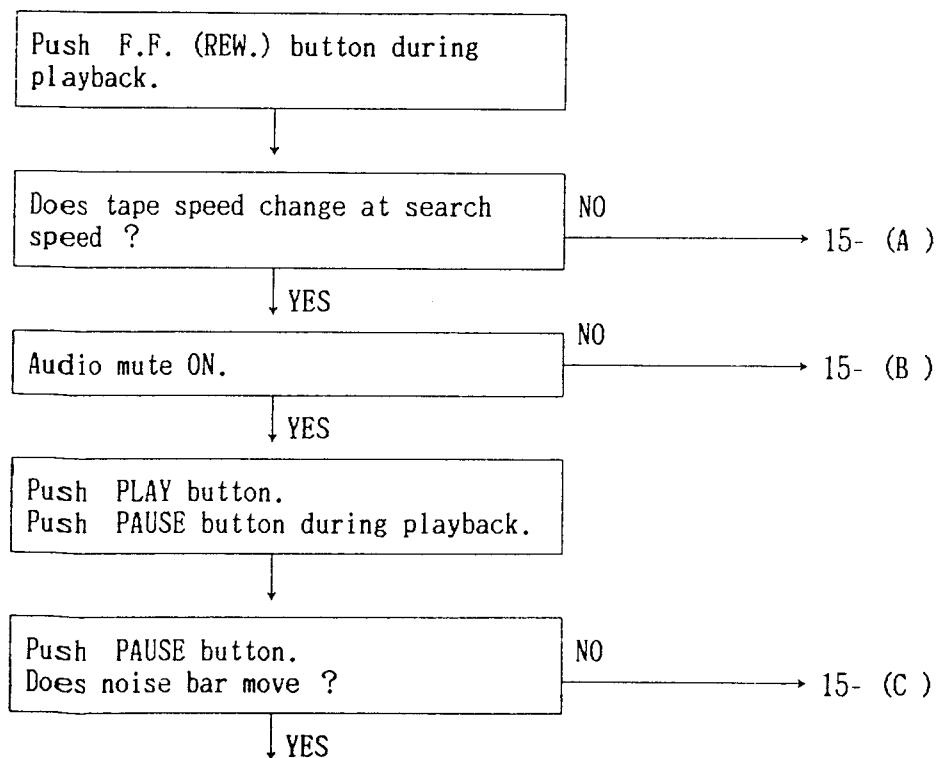 Push F.F. (REW.) button during
playback.
Does tape speed change at search
speed ?
NO
15- (A )
YES
Audio mute ON.
NO
15- (B )
YES
Push PLAY button.
Push PAUSE button during playback.
Push PAUSE button.
Does noise bar move ?
NO
15- (C )
YES